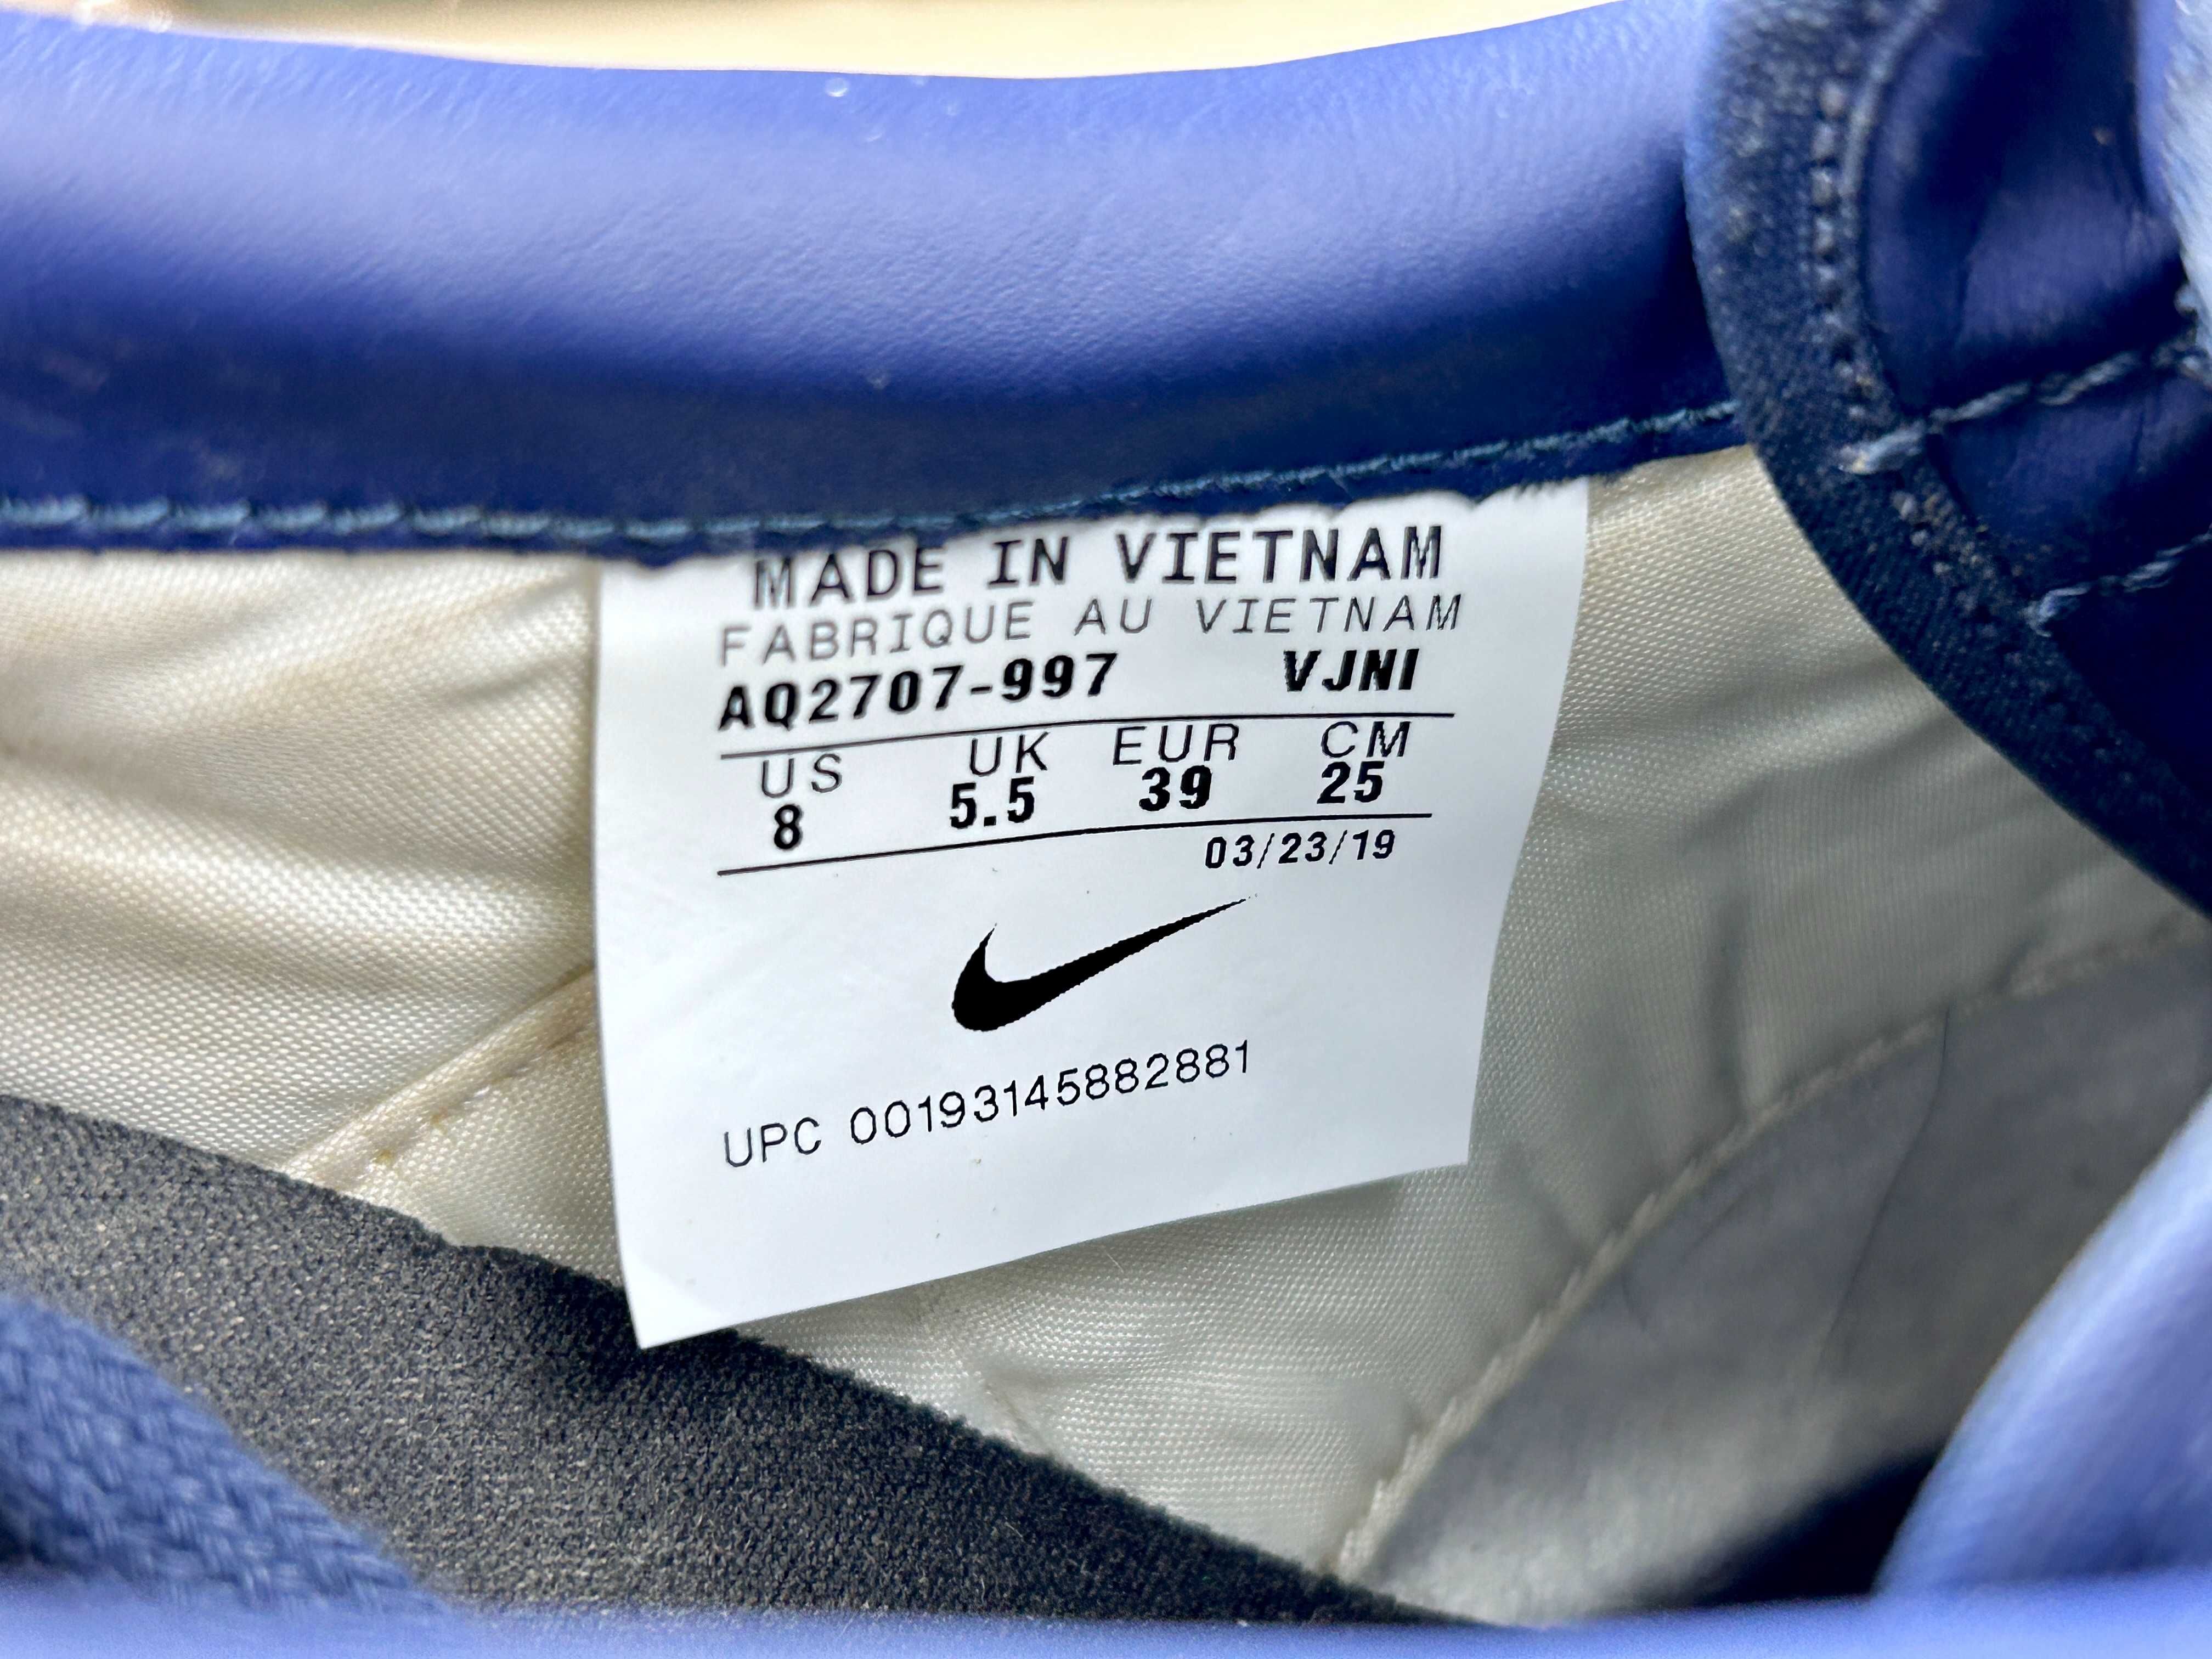 MADE IN VIETNAM
FABRIQUE AU VIETNAM
AQ2707-997 VJNI
US UK EUR CM
8 5.5 39 25
03/23/19
UPC 00193145882881